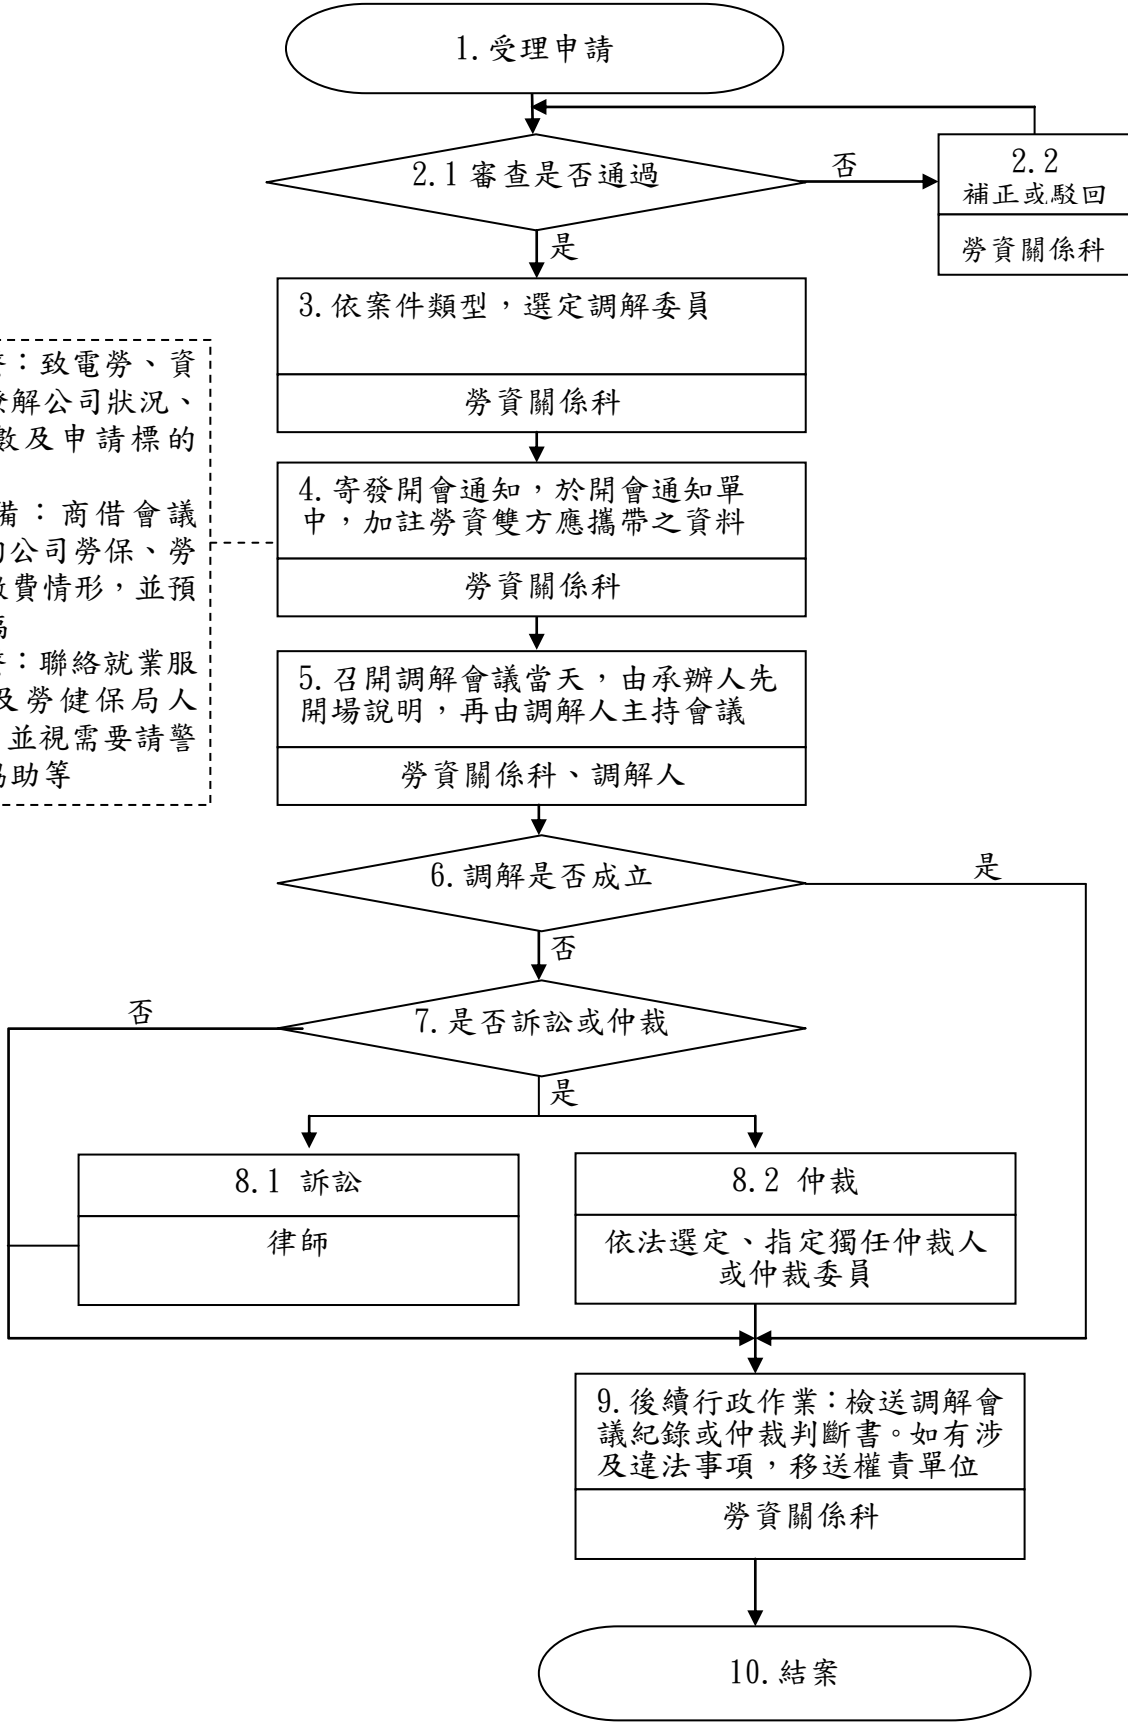 1.受理申請
2.1 審查是否通過
否
2.2
補正或駁回
勞資關係科
是
3.依案件類型，選定調解委員
勞資關係科
：致電勞、資
解公司狀況、
數及申請標的
備：商借會議
公司勞保、勞
繳費情形，並預
：聯絡就業服
及勞健保局人
並視需要請警
協助等
4.寄發開會通知，於開會通知單
中，加註勞資雙方應攜帶之資料
勞資關係科
5.召開調解會議當天，由承辦人先
開場說明，再由調解人主持會議
勞資關係科、調解人
6.調解是否成立
是
否
7.是否訴訟或仲裁
否
是
8.1 訴訟
律師
8.2 仲裁
依法選定、指定獨任仲裁人
或仲裁委員
9.後續行政作業：檢送調解會
議紀錄或仲裁判斷書。如有涉
及違法事項，移送權責單位
勞資關係科
10.結案